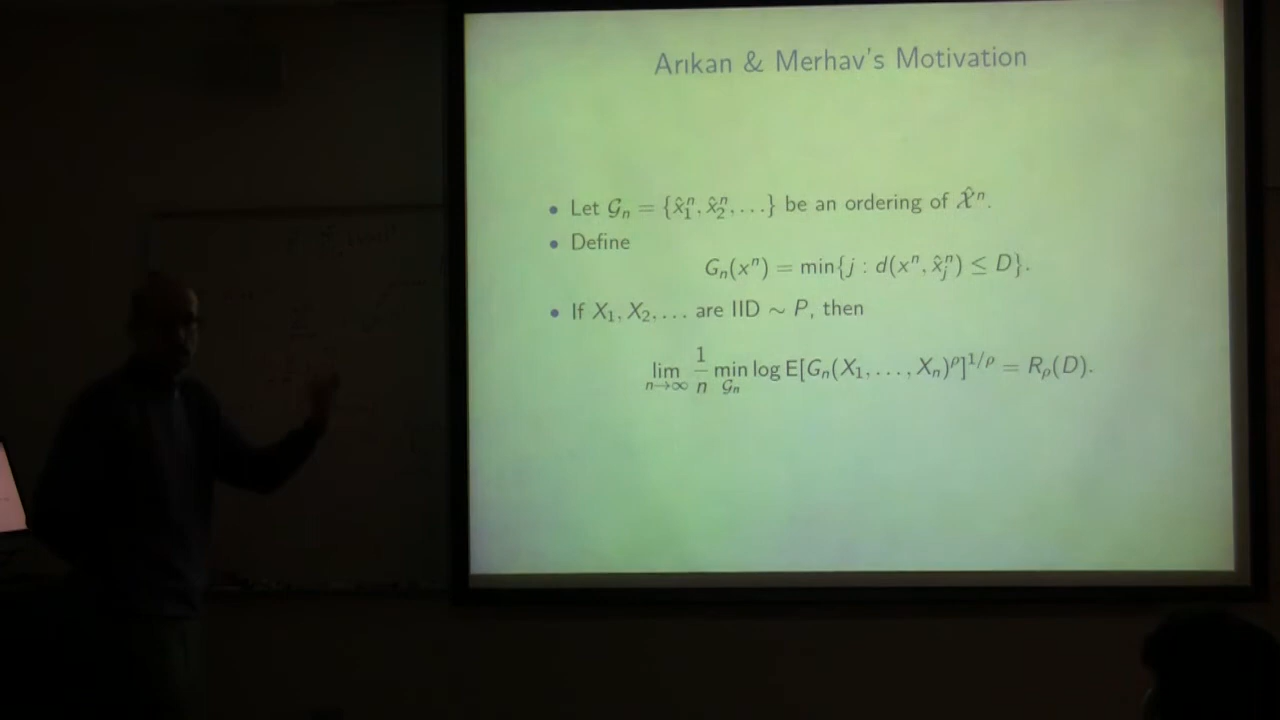 Arıkan & Merhav's Motivation
• Let 𝒢ₙ = {x̂₁ⁿ, x̂₂ⁿ, ...} be an ordering of 𝒳̂ⁿ.
• Define
Gₙ(xⁿ) = min{j : d(xⁿ, x̂ⱼⁿ) ≤ D}.
• If X₁, X₂, .... are IID ∼ P, then
lim_{n→∞} 1/n min_{𝒢ₙ} log E[Gₙ(X₁, ..., Xₙ)^ρ]^{1/ρ} = R_ρ(D).